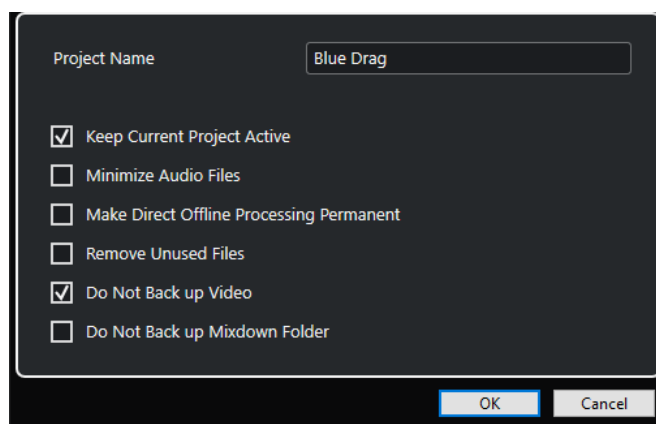 Project Name
Blue Drag
Keep Current Project Active
Minimize Audio Files
Make Direct Offline Processing Permanent
Remove Unused Files
Do Not Back up Video
Do Not Back up Mixdown Folder
OK
Cancel